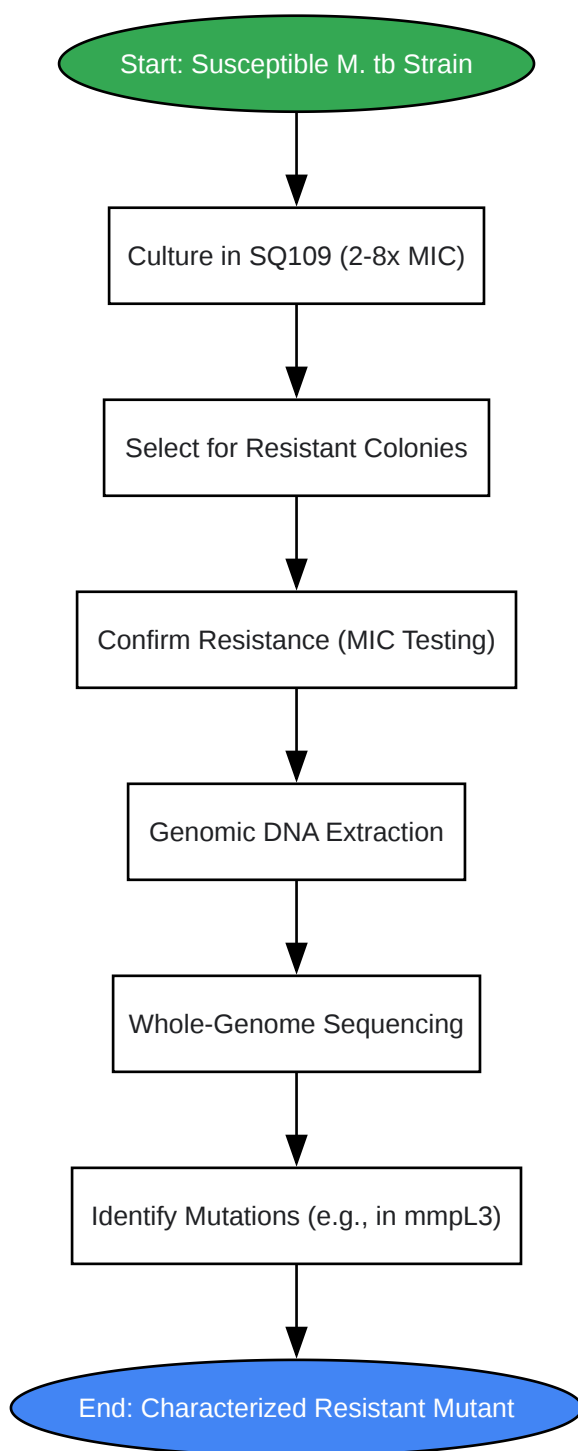 Start: Susceptible M. tb Strain
Culture in SQ109 (2-8x MIC)
Select for Resistant Colonies
Confirm Resistance (MIC Testing)
Genomic DNA Extraction
Whole-Genome Sequencing
Identify Mutations (e.g., in mmpL3)
End: Characterized Resistant Mutant